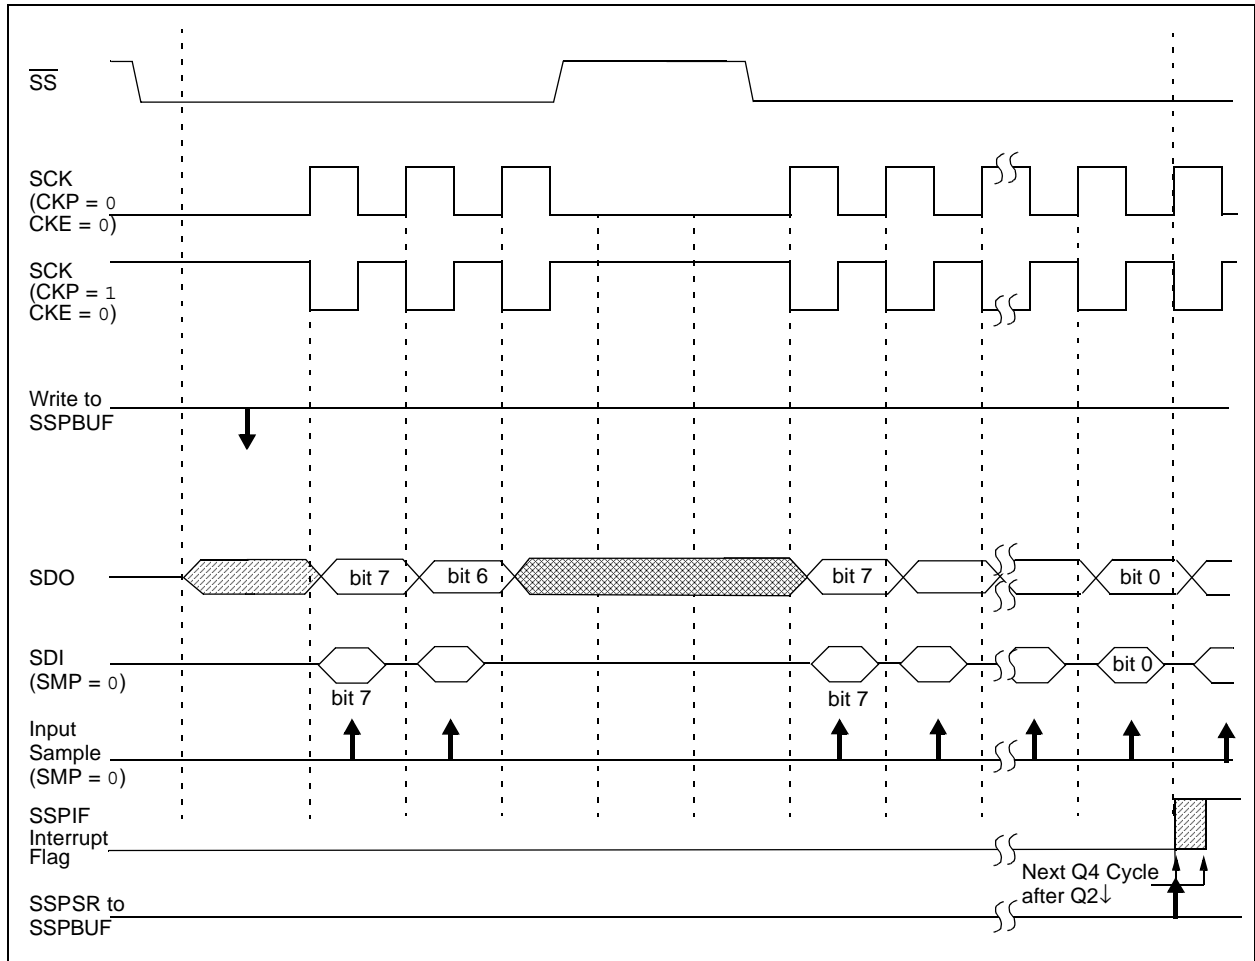 SS
SCK
(CKP = 0
CKE = 0)
SCK
(CKP = 1
CKE = 0)
Write to
SSPBUF
SDO
bit 7
bit 6
bit 7
bit 0
SDI
(SMP = 0)
bit 7
bit 7
bit 0
Input
Sample
(SMP = 0)
SSPIF
Interrupt
Flag
Next Q4 Cycle
after Q2↓
SSPSR to
SSPBUF